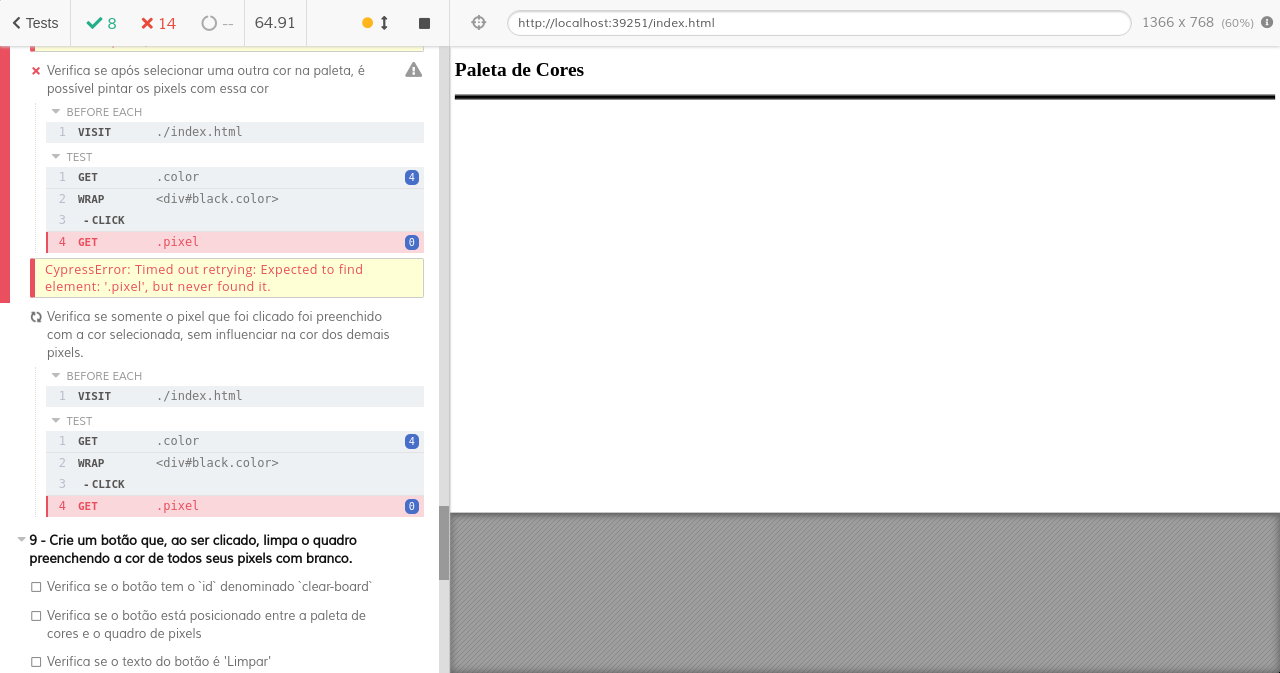 Tests
8
14
--
64.91
http://localhost:39251/index.html
1366 x 768 (60%)
Verifica se após selecionar uma outra cor na paleta, é
possível pintar os pixels com essa cor
BEFORE EACH
1 VISIT ./index.html
TEST
1 GET .color 4
2 WRAP <div#black.color>
3 -CLICK
4 GET .pixel 0
CypressError: Timed out retrying: Expected to find
element: '.pixel', but never found it.
Verifica se somente o pixel que foi clicado foi preenchido
com a cor selecionada, sem influenciar na cor dos demais
pixels.
BEFORE EACH
1 VISIT ./index.html
TEST
1 GET .color 4
2 WRAP <div#black.color>
3 -CLICK
4 GET .pixel 0
9 - Crie um botão que, ao ser clicado, limpa o quadro
preenchendo a cor de todos seus pixels com branco.
Verifica se o botão tem o `id` denominado `clear-board`
Verifica se o botão está posicionado entre a paleta de
cores e o quadro de pixels
Verifica se o texto do botão é 'Limpar'
Paleta de Cores